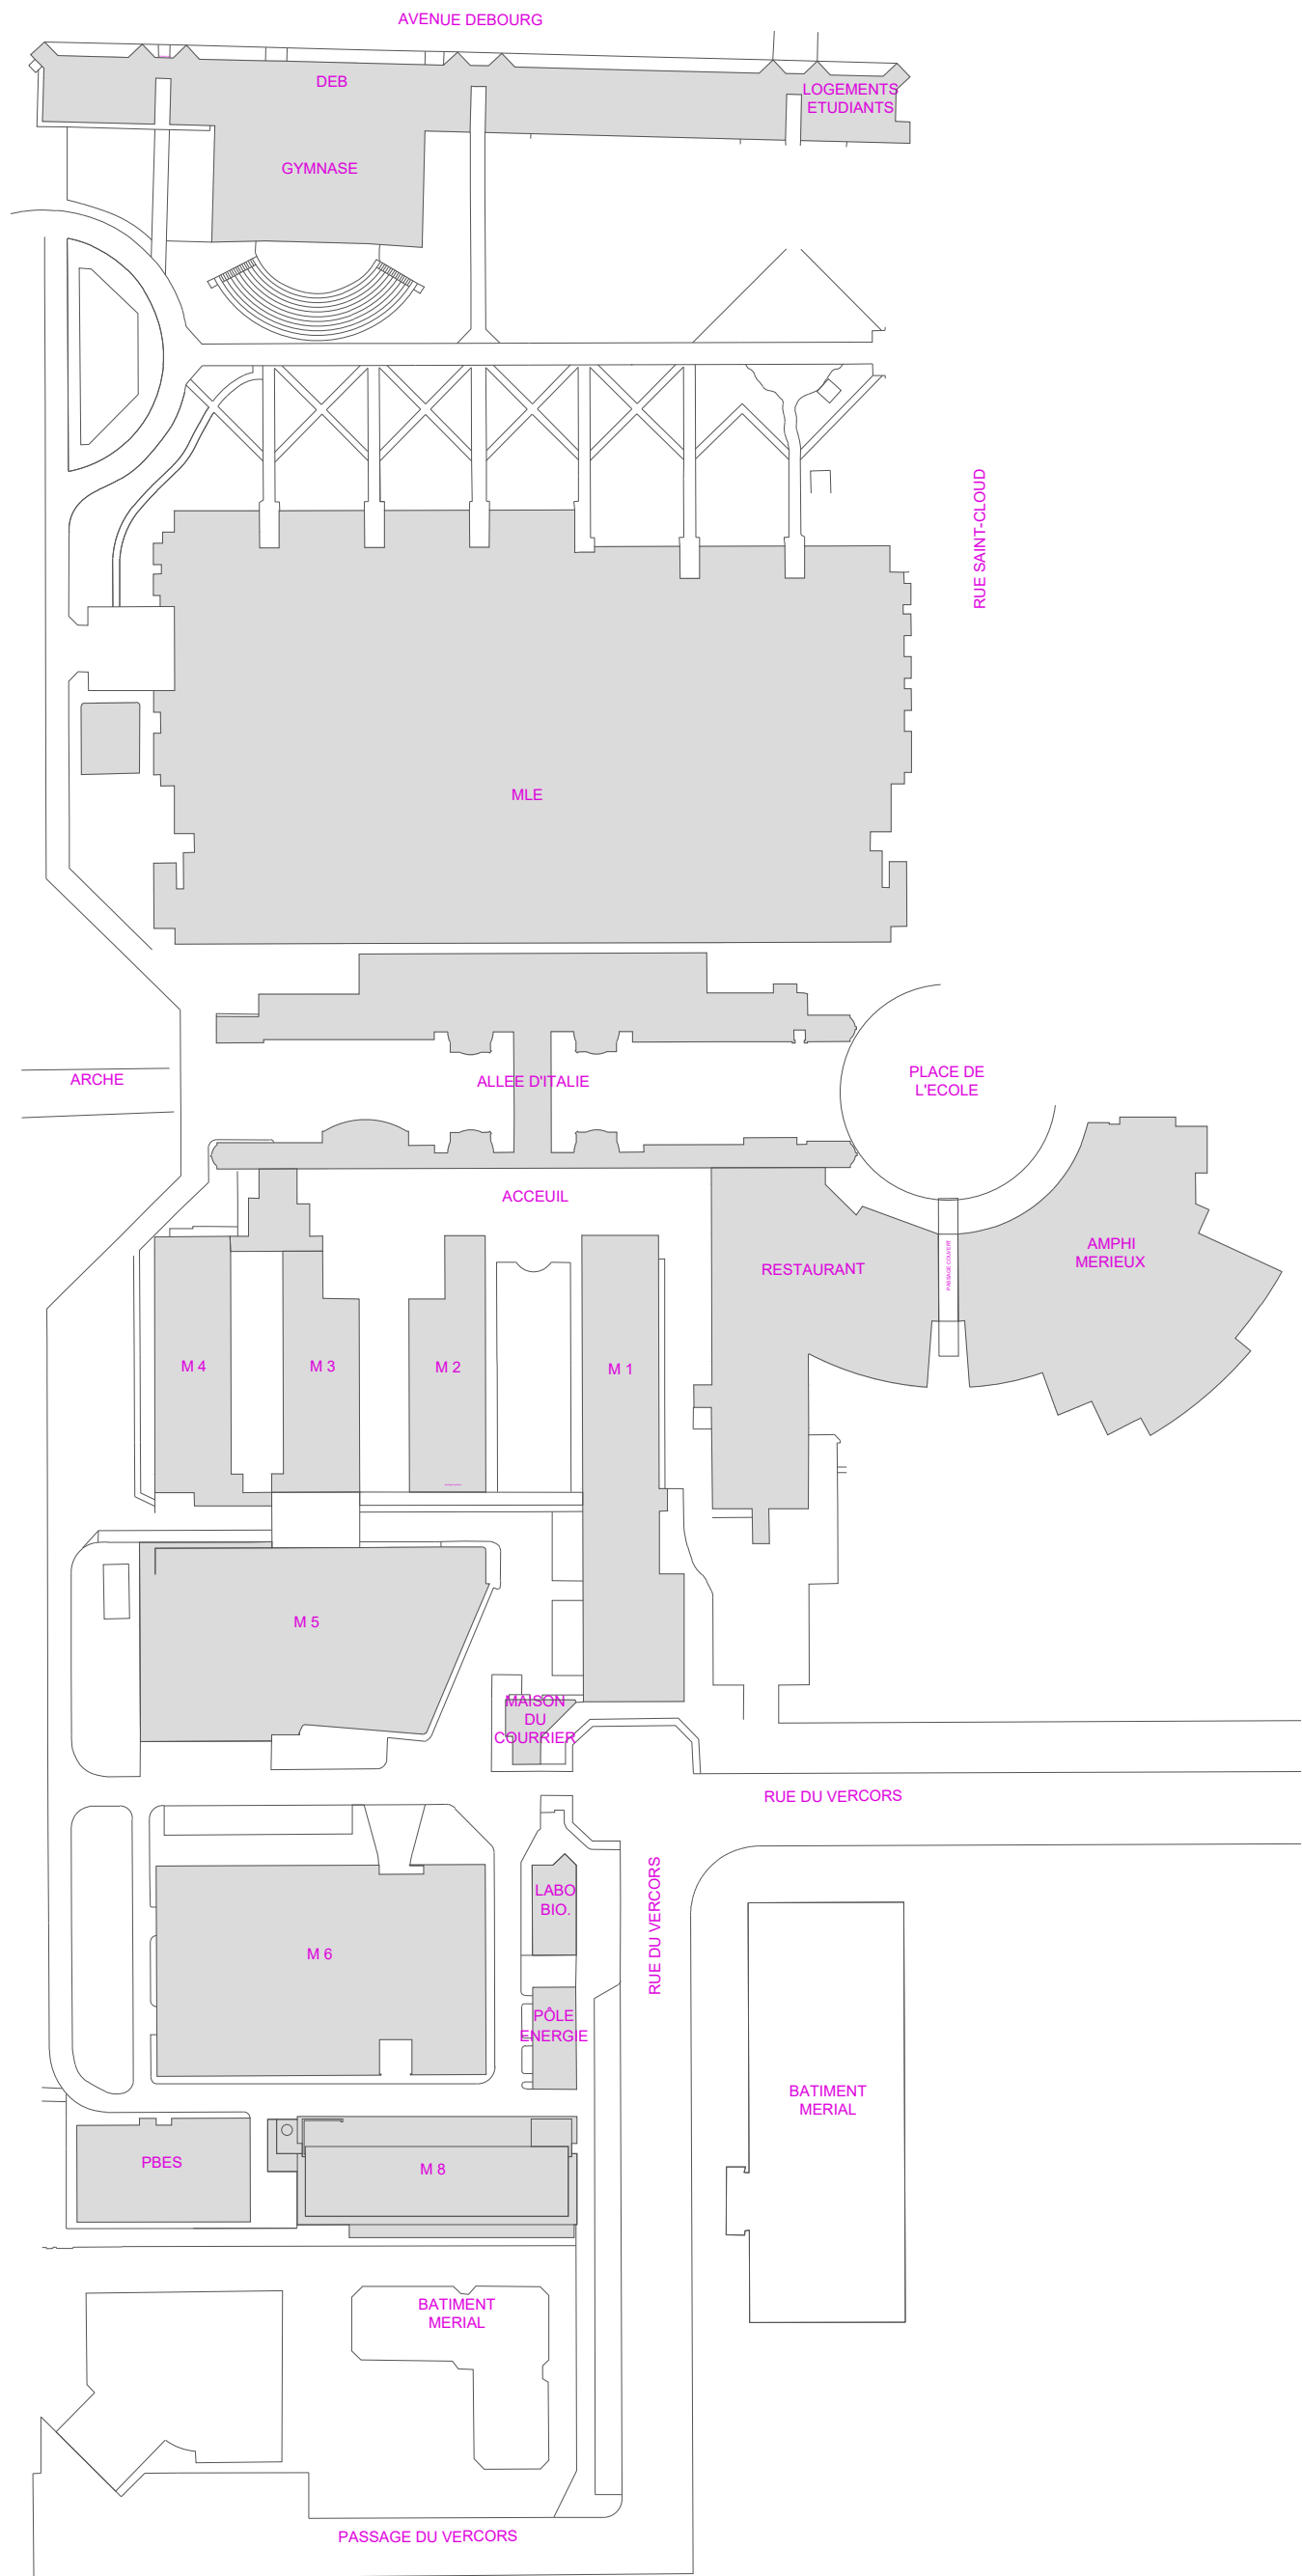 AVENUE DEBOURG
DEB
LOGEMENTS
ETUDIANTS
GYMNASE
RUE SAINT-CLOUD
MLE
ARCHE
ALLEE D'ITALIE
PLACE DE
L'ECOLE
ACCEUIL
RESTAURANT
PASSAGE COUVERT
AMPHI
MERIEUX
M 4
M 3
M 2
M 1
M 5
MAISON
DU
COURRIER
RUE DU VERCORS
LABO
BIO.
RUE DU VERCORS
M 6
PÔLE
ENERGIE
BATIMENT
MERIAL
PBES
M 8
BATIMENT
MERIAL
PASSAGE DU VERCORS